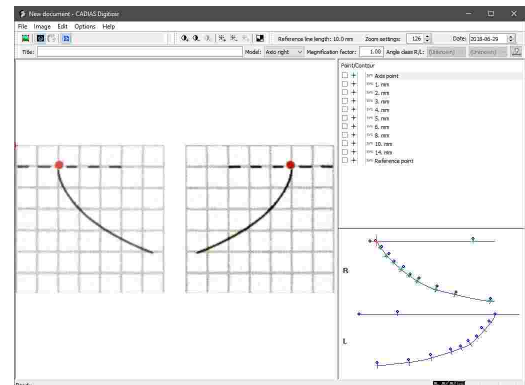 New document - CADIAS Digitizer
File Image Edit Options Help
Reference line length: 10.0 mm Zoom settings: 126 Date: 2018-06-29
Title: Model: Axis right Magnification factor: 1.00 Angle class R/L: (Unknown) (Unknown)
Point/Contour
Axis point
1. mm
2. mm
3. mm
4. mm
5. mm
6. mm
8. mm
10. mm
14. mm
Reference point
R
L
Ready